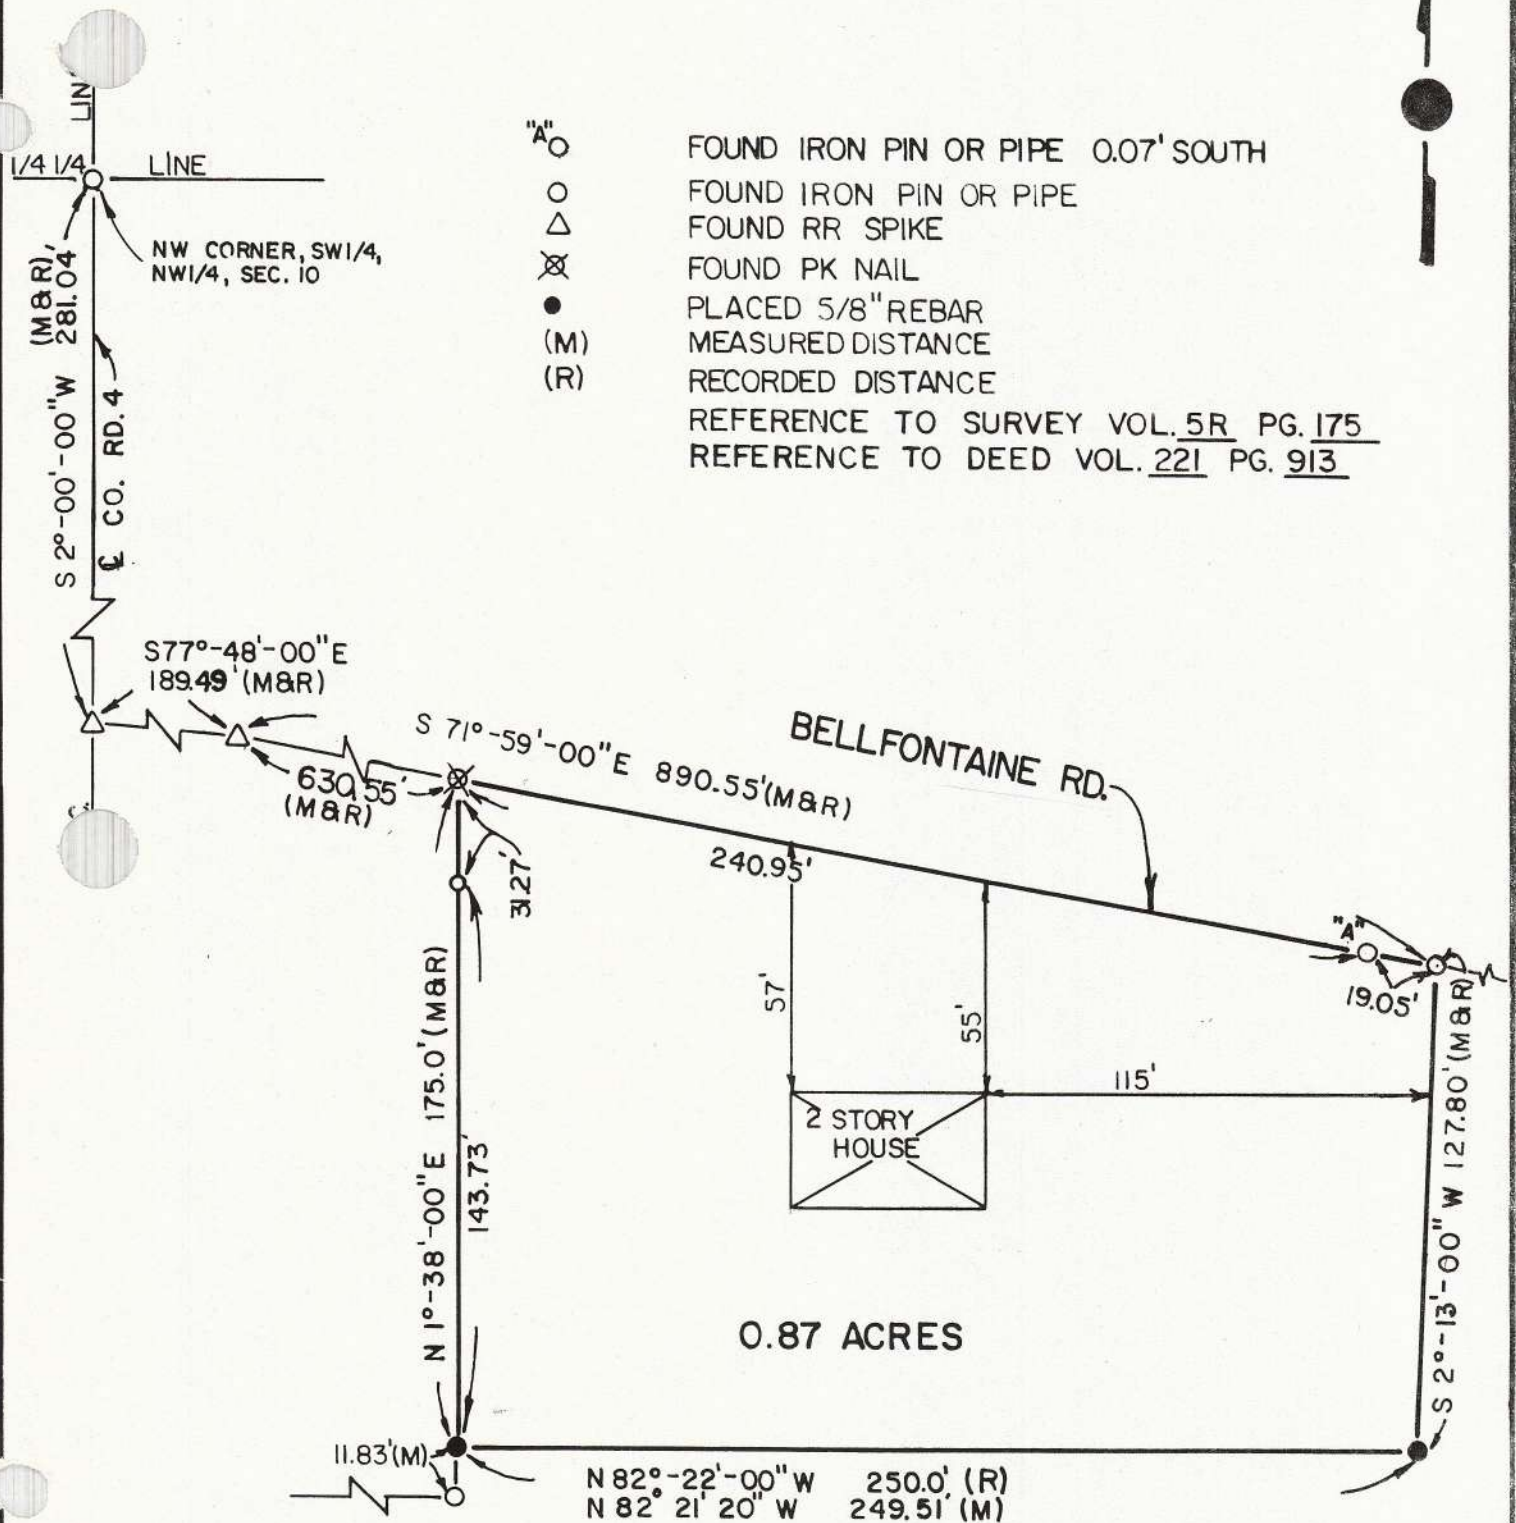 LIN
1/4 1/4 LINE
NW CORNER, SW1/4,
NW1/4, SEC. 10
S 2°-00'-00"W 281.04'
(M&R)
℄ CO. RD. 4
"A" FOUND IRON PIN OR PIPE 0.07' SOUTH
FOUND IRON PIN OR PIPE
FOUND RR SPIKE
FOUND PK NAIL
PLACED 5/8" REBAR
(M) MEASURED DISTANCE
(R) RECORDED DISTANCE
REFERENCE TO SURVEY VOL. 5R PG. 175
REFERENCE TO DEED VOL. 221 PG. 913
S77°-48'-00"E
189.49' (M&R)
630.55'
(M&R)
S 71°-59'-00"E 890.55'(M&R)
BELLFONTAINE RD.
240.95'
31.27'
"A"
19.05'
57'
55'
115'
2 STORY
HOUSE
N 1°-38'-00"E 175.0'(M&R)
143.73'
S 2°-13'-00"W 127.80'(M&R)
0.87 ACRES
11.83'(M)
N 82°-22'-00"W 250.0' (R)
N 82° 21' 20" W 249.51' (M)